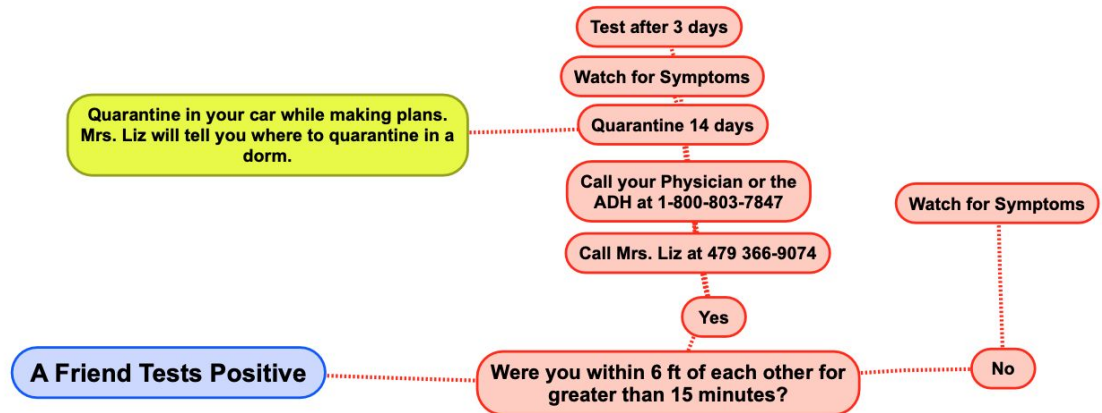 Test after 3 days
Watch for Symptoms
Quarantine in your car while making plans.
Mrs. Liz will tell you where to quarantine in a
dorm.
Quarantine 14 days
Call your Physician or the
ADH at 1-800-803-7847
Watch for Symptoms
Call Mrs. Liz at 479 366-9074
Yes
A Friend Tests Positive
Were you within 6 ft of each other for
greater than 15 minutes?
No